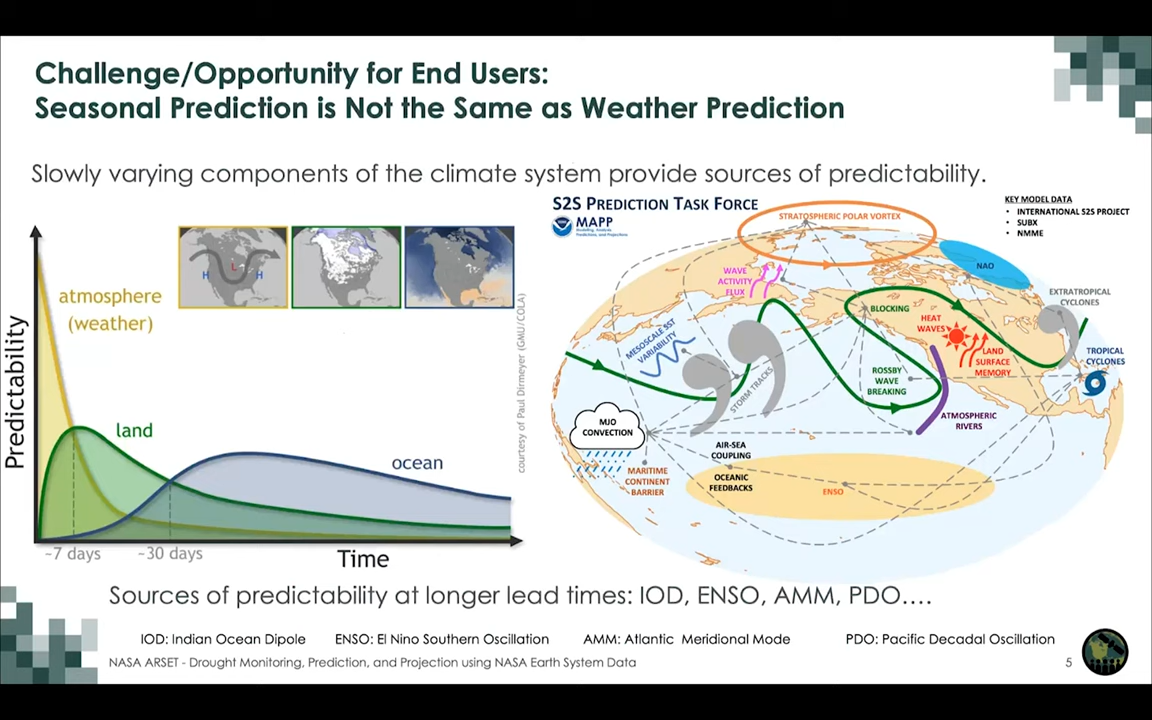 Challenge/Opportunity for End Users:
Seasonal Prediction is Not the Same as Weather Prediction
Slowly varying components of the climate system provide sources of predictability.
Predictability
atmosphere
(weather)
H
L
H
land
ocean
~7 days
~30 days
Time
courtesy of Paul Dirmeyer (GMU/COLA)
S2S PREDICTION TASK FORCE
MAPP
KEY MODEL DATA
• INTERNATIONAL S2S PROJECT
• SUBX
• NMME
STRATOSPHERIC POLAR VORTEX
NAO
WAVE
ACTIVITY
FLUX
BLOCKING
EXTRATROPICAL
CYCLONES
HEAT
WAVES
MESOSCALE SST
VARIABILITY
LAND
SURFACE
MEMORY
TROPICAL
CYCLONES
STORM TRACKS
ROSSBY
WAVE
BREAKING
ATMOSPHERIC
RIVERS
MJO
CONVECTION
AIR-SEA
COUPLING
MARITIME
CONTINENT
BARRIER
OCEANIC
FEEDBACKS
ENSO
Sources of predictability at longer lead times: IOD, ENSO, AMM, PDO....
IOD: Indian Ocean Dipole
ENSO: El Nino Southern Oscillation
AMM: Atlantic Meridional Mode
PDO: Pacific Decadal Oscillation
NASA ARSET - Drought Monitoring, Prediction, and Projection using NASA Earth System Data
5